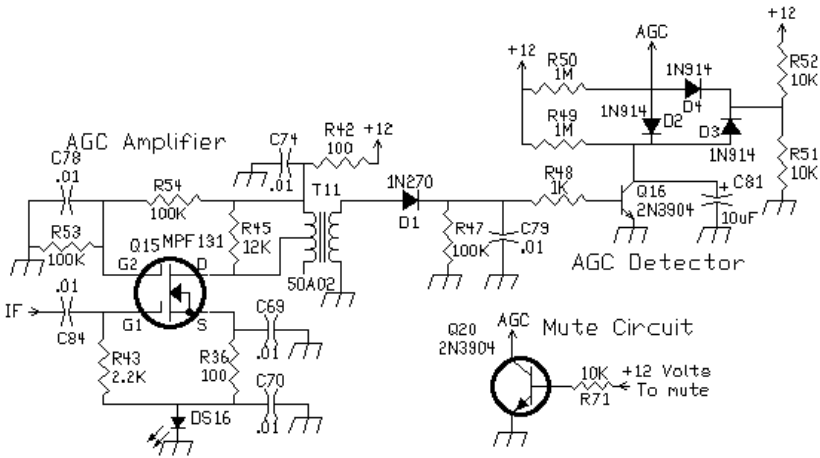 AGC Amplifier
C78
.01
R54
100K
R53
100K
Q15
MPF131
G2
D
G1
S
IF
.01
C84
R43
2.2K
R36
100
DS16
C69
.01
C70
.01
R45
12K
C74
.01
R42
100
+12
T11
50A02
1N270
D1
R47
100K
C79
.01
R48
1K
Q16
2N3904
C81
+
10uF
AGC Detector
+12
R50
1M
R49
1M
AGC
1N914
D4
1N914
D2
D3
1N914
+12
R52
10K
R51
10K
Mute Circuit
AGC
Q20
2N3904
10K
R71
+12 Volts
To mute